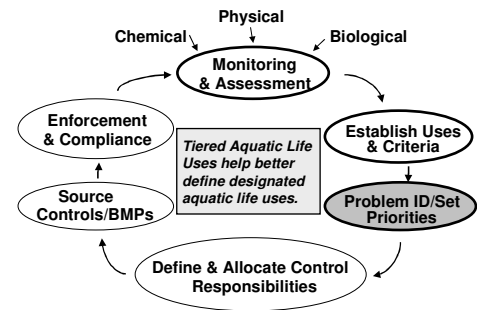 Physical
Chemical
Biological
Monitoring
& Assessment
Establish Uses
& Criteria
Problem ID/Set
Priorities
Define & Allocate Control
Responsibilities
Source
Controls/BMPs
Enforcement
& Compliance
Tiered Aquatic Life
Uses help better
define designated
aquatic life uses.